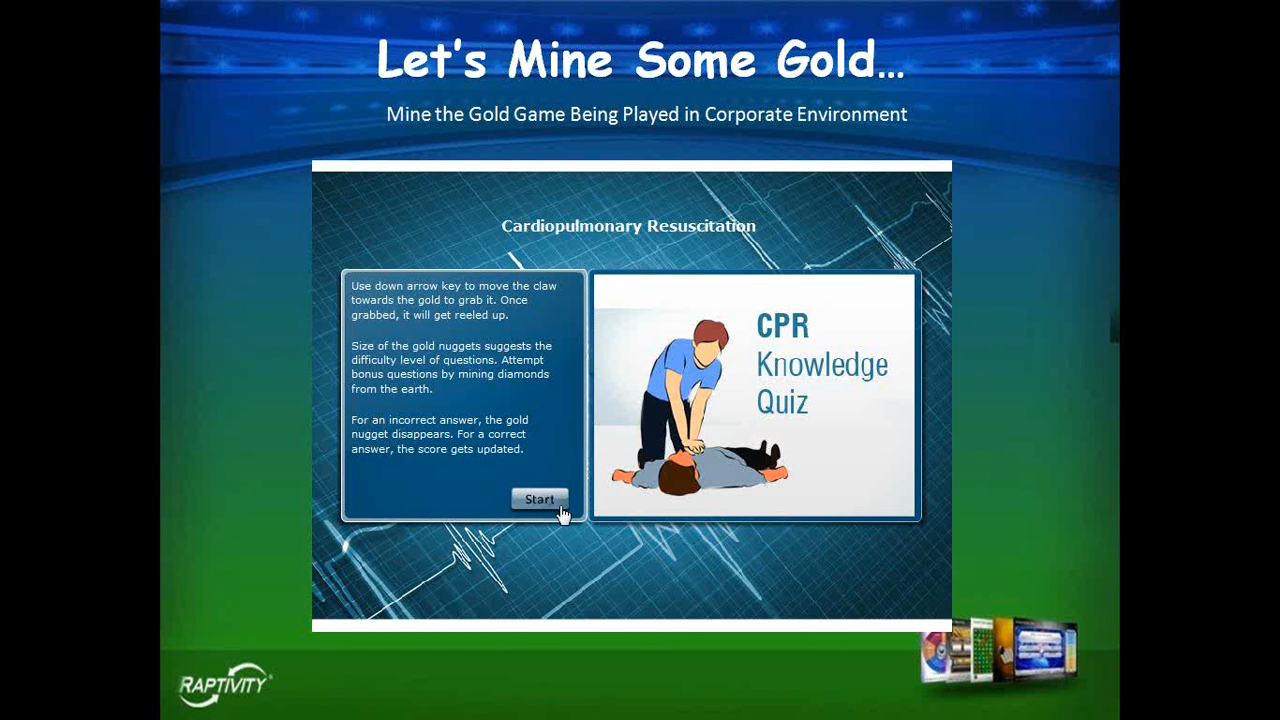 Let's Mine Some Gold...
Mine the Gold Game Being Played in Corporate Environment
Cardiopulmonary Resuscitation
Use down arrow key to move the claw
towards the gold to grab it. Once
grabbed, it will get reeled up.
Size of the gold nuggets suggests the
difficulty level of questions. Attempt
bonus questions by mining diamonds
from the earth.
For an incorrect answer, the gold
nugget disappears. For a correct
answer, the score gets updated.
Start
CPR
Knowledge
Quiz
RAPTIVITY®